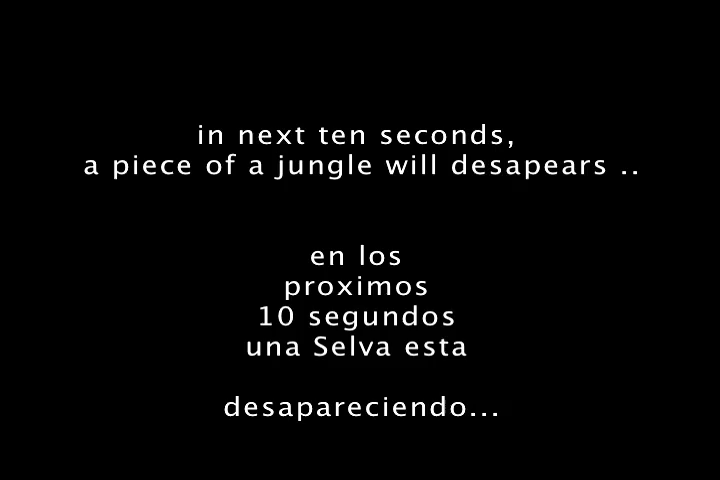 in next ten seconds,
a piece of a jungle will desapears ..
en los
proximos
10 segundos
una Selva esta
desapareciendo...